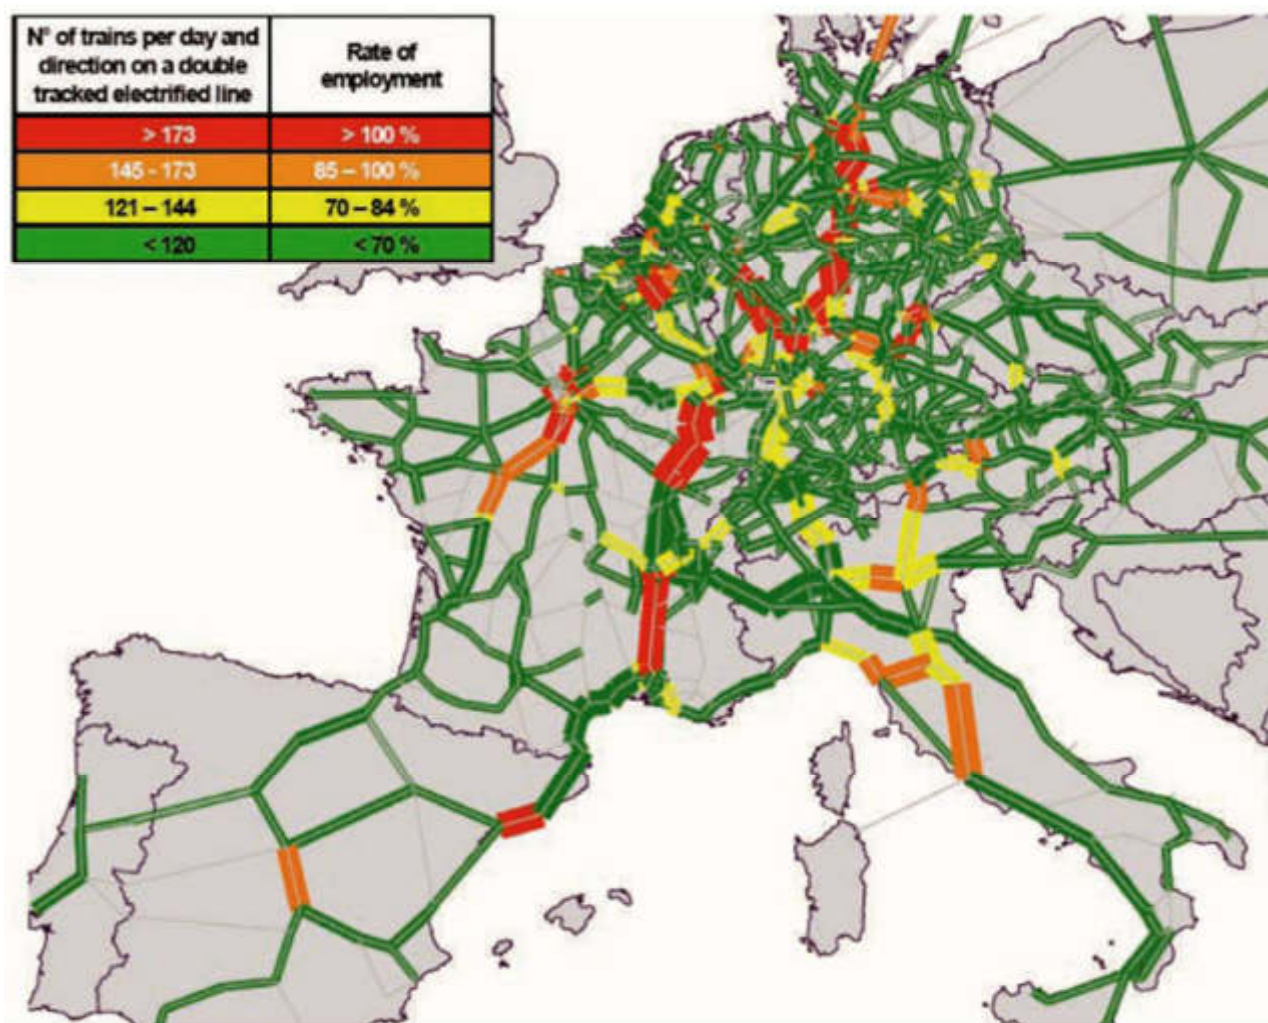 N° of trains per day and
direction on a double
tracked electrified line
Rate of
employment
> 173 > 100 %
145 - 173 85 – 100 %
121 – 144 70 – 84 %
< 120 < 70 %